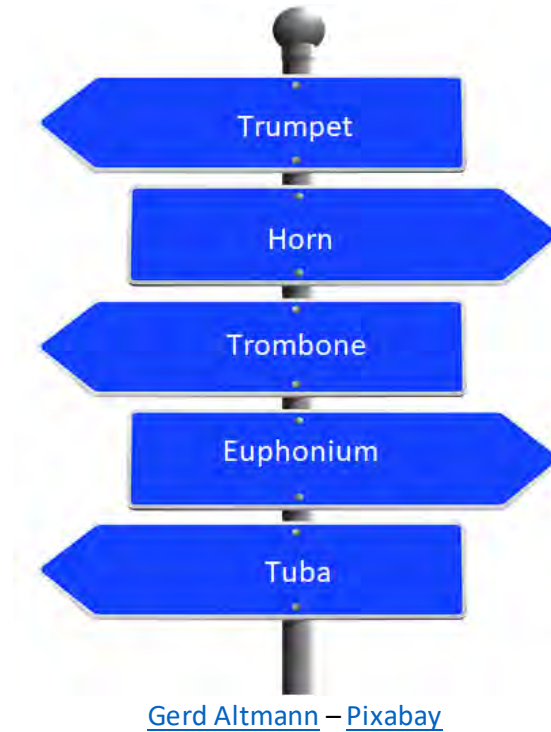 Trumpet
Horn
Trombone
Euphonium
Tuba
Gerd Altmann – Pixabay